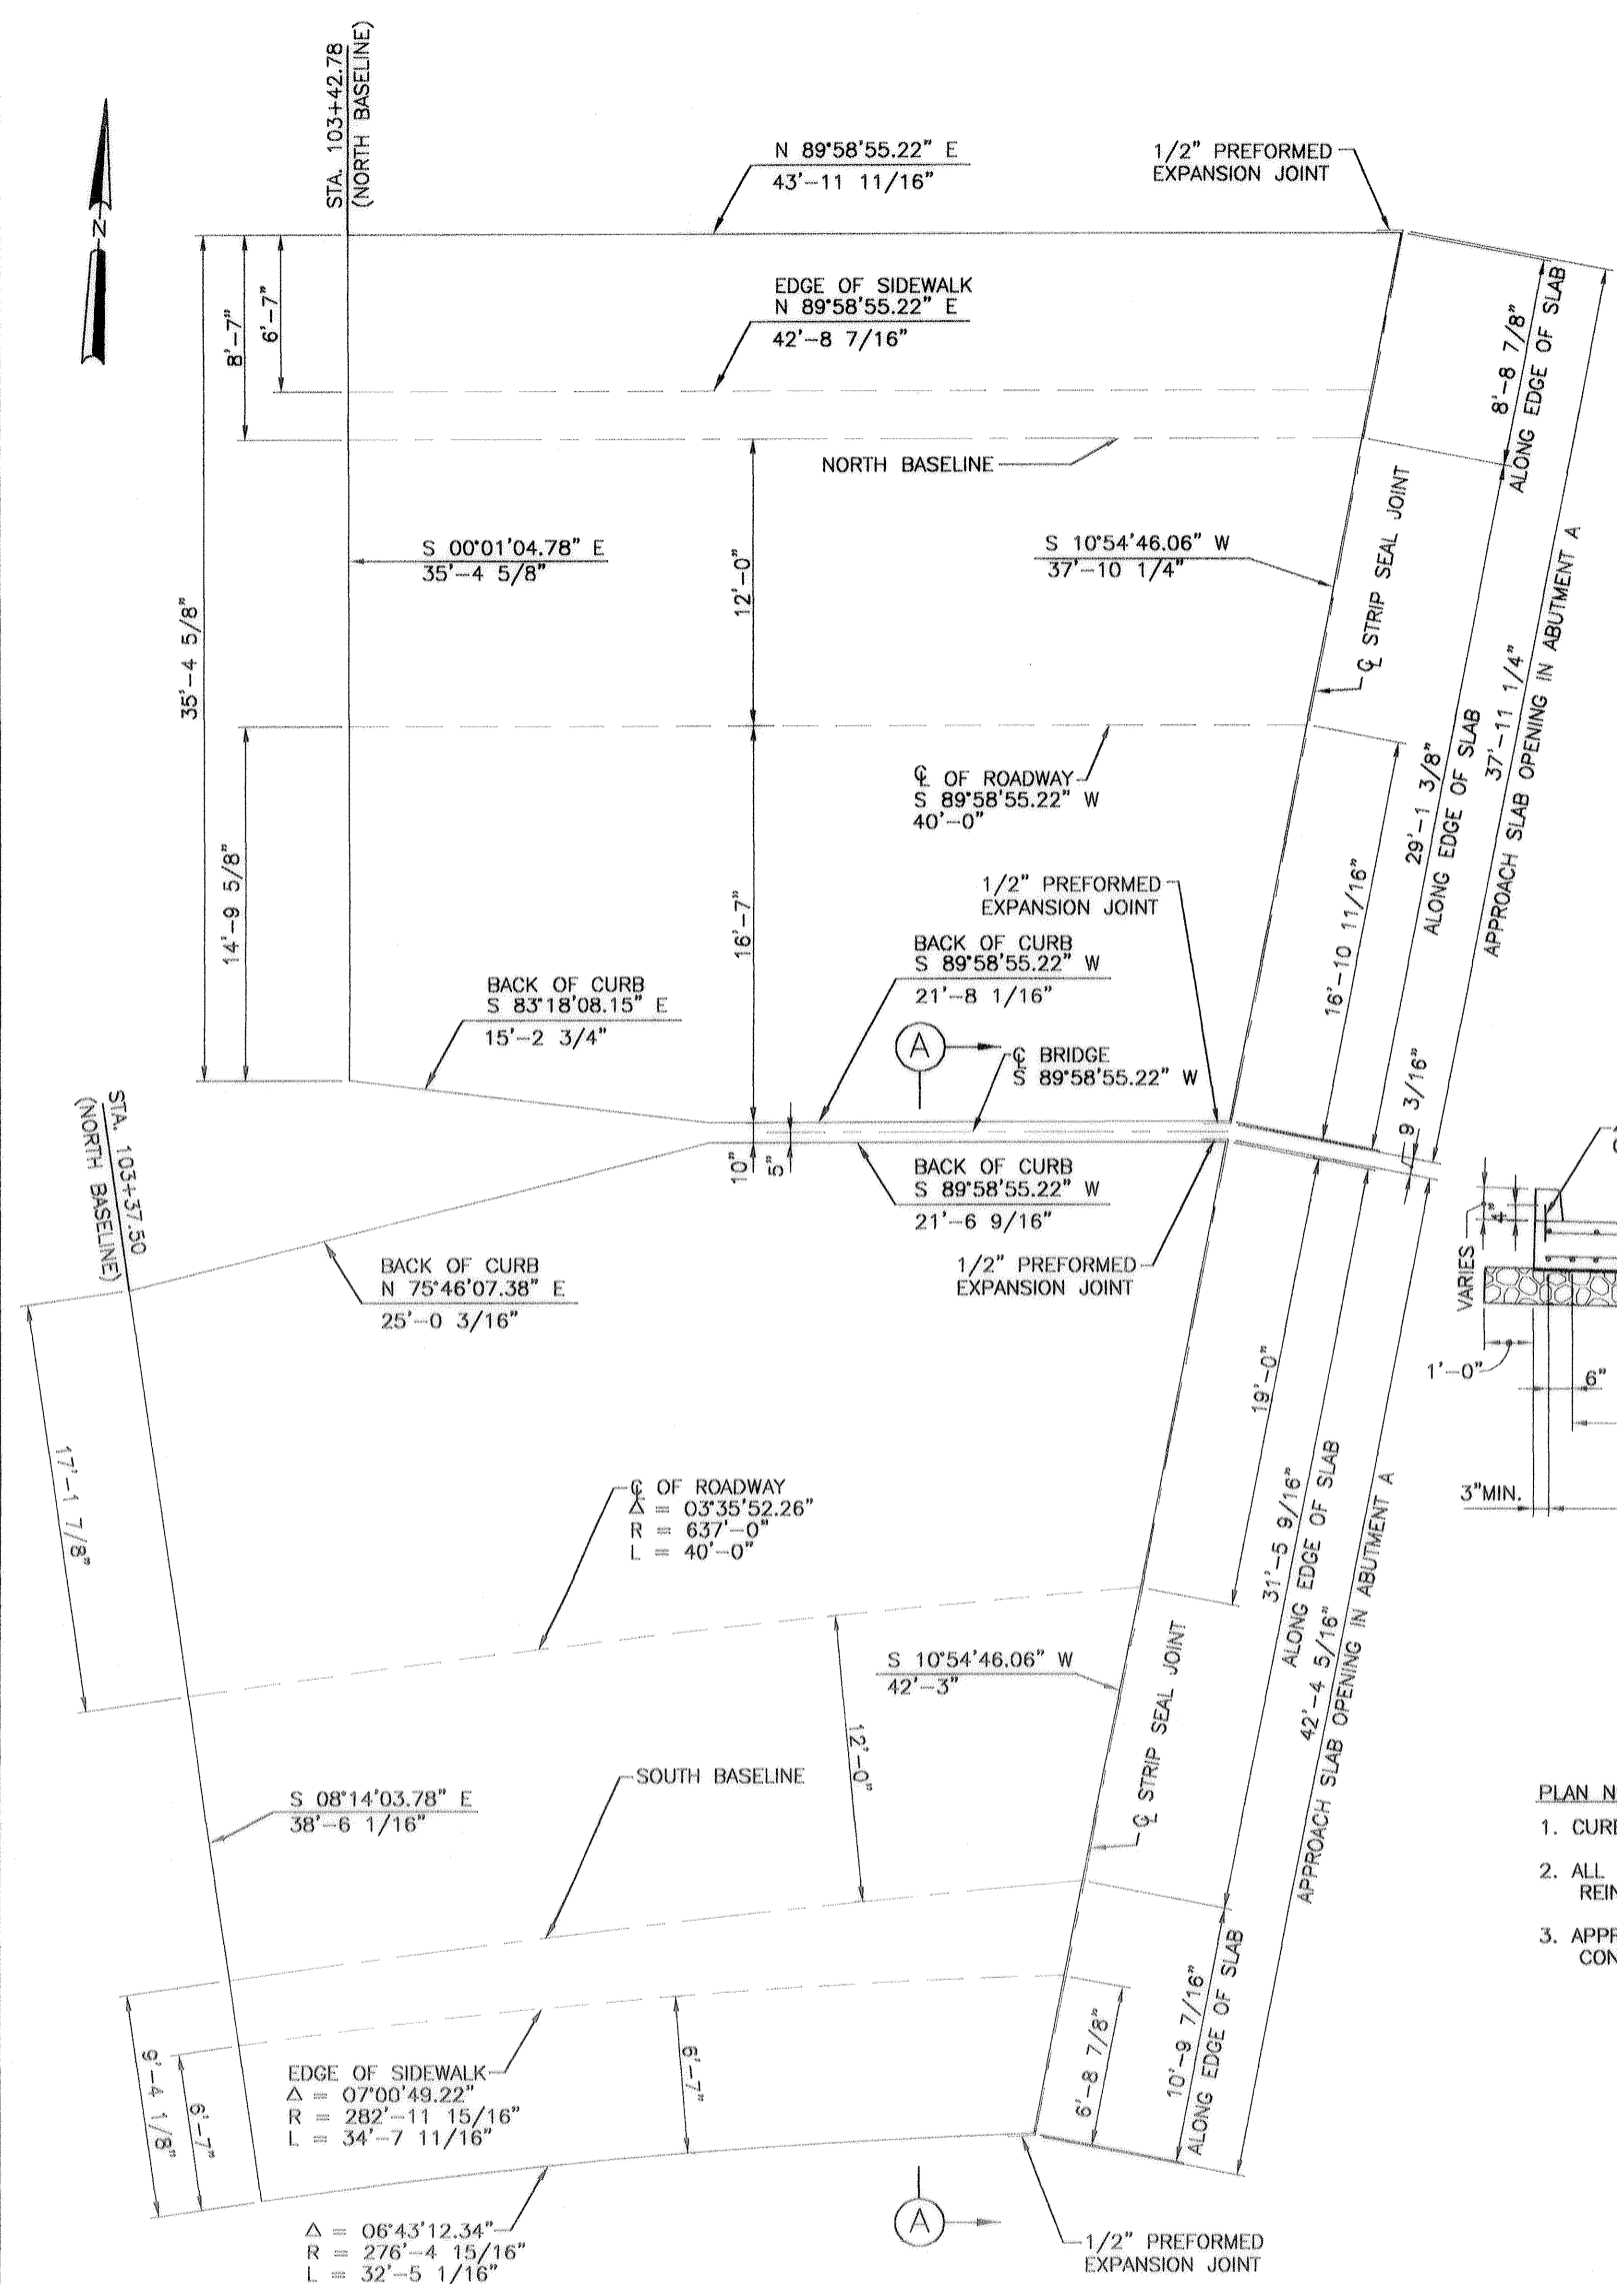 STA. 103+42.78
(NORTH BASELINE)
N
N 89°58'55.22" E
43'-11 11/16"
1/2" PREFORMED
EXPANSION JOINT
8'-7"
6'-7"
EDGE OF SIDEWALK
N 89°58'55.22" E
42'-8 7/16"
8'-8 7/8"
ALONG EDGE OF SLAB
NORTH BASELINE
S 00°01'04.78" E
35'-4 5/8"
12'-0"
S 10°54'46.06" W
37'-10 1/4"
℄ STRIP SEAL JOINT
35'-4 5/8"
37'-11 1/4"
APPROACH SLAB OPENING IN ABUTMENT A
29'-1 3/8"
ALONG EDGE OF SLAB
℄ OF ROADWAY
S 89°58'55.22" W
40'-0"
14'-9 5/8"
16'-7"
16'-10 11/16"
1/2" PREFORMED
EXPANSION JOINT
BACK OF CURB
S 89°58'55.22" W
21'-8 1/16"
BACK OF CURB
S 83°18'08.15" E
15'-2 3/4"
A
℄ BRIDGE
S 89°58'55.22" W
9 3/16"
STA. 103+37.50
(NORTH BASELINE)
10"
5"
BACK OF CURB
S 89°58'55.22" W
21'-6 9/16"
BACK OF CURB
N 75°46'07.38" E
25'-0 3/16"
1/2" PREFORMED
EXPANSION JOINT
VARIES
4"
1'-0"
6"
3"MIN.
17'-1 7/8"
19'-0"
31'-5 9/16"
ALONG EDGE OF SLAB
42'-4 5/16"
APPROACH SLAB OPENING IN ABUTMENT A
℄ OF ROADWAY
Δ = 03°35'52.26"
R = 637'-0"
L = 40'-0"
S 10°54'46.06" W
42'-3"
℄ STRIP SEAL JOINT
12'-0"
SOUTH BASELINE
S 08°14'03.78" E
38'-6 1/16"
PLAN N
1. CURB
2. ALL
REIN
3. APPR
CON
9'-4 1/8"
6'-7"
EDGE OF SIDEWALK
Δ = 07°00'49.22"
R = 282'-11 15/16"
L = 34'-7 11/16"
6'-7"
6'-8 7/8"
10'-9 7/16"
ALONG EDGE OF SLAB
Δ = 06°43'12.34"
R = 276'-4 15/16"
L = 32'-5 1/16"
A
1/2" PREFORMED
EXPANSION JOINT